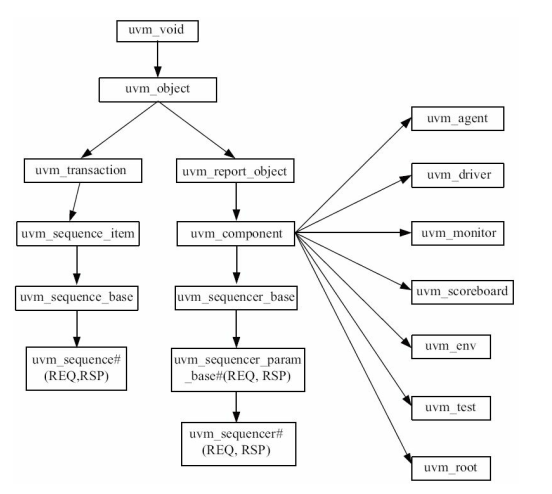 uvm_void
uvm_object
uvm_agent
uvm_transaction
uvm_report_object
uvm_driver
uvm_sequence_item
uvm_component
uvm_monitor
uvm_sequence_base
uvm_sequencer_base
uvm_scoreboard
uvm_sequence#
(REQ,RSP)
uvm_sequencer_param
_base#(REQ, RSP)
uvm_env
uvm_sequencer#
(REQ, RSP)
uvm_test
uvm_root